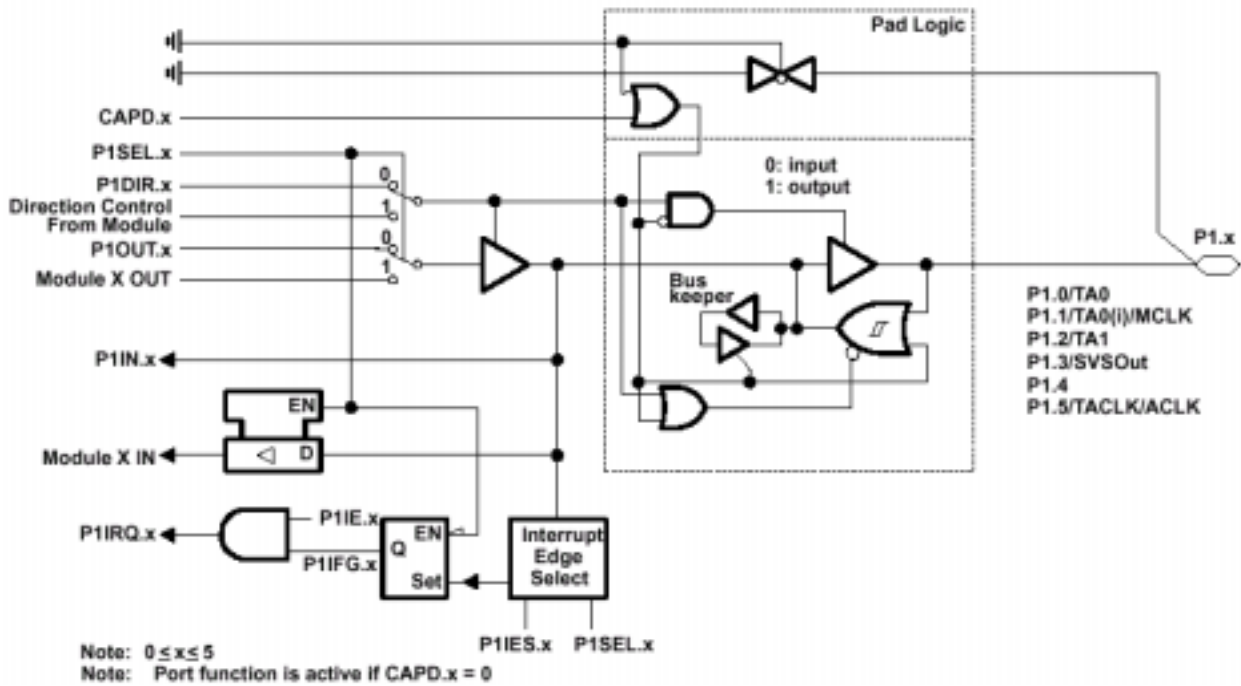 Pad Logic
CAPD.x
P1SEL.x
0
P1DIR.x
Direction Control
From Module
1
P1OUT.x
0
Module X OUT
1
0: input
1: output
P1.x
Bus
keeper
P1.0/TA0
P1.1/TA0(i)/MCLK
P1.2/TA1
P1.3/SVSOut
P1.4
P1.5/TACLK/ACLK
P1IN.x
EN
Module X IN
D
P1IRQ.x
P1IE.x
P1IFG.x
EN
Q
Set
Interrupt
Edge
Select
P1IES.x
P1SEL.x
Note: 0 ≤ x ≤ 5
Note: Port function is active if CAPD.x = 0